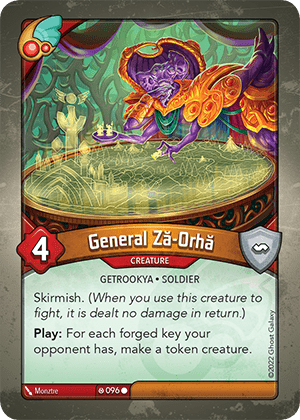 General Ză-Orhă
4
CREATURE
GETROOKYA • SOLDIER
Skirmish. (When you use this creature to
fight, it is dealt no damage in return.)
Play: For each forged key your
opponent has, make a token creature.
Monztre
096
©2022 Ghost Galaxy